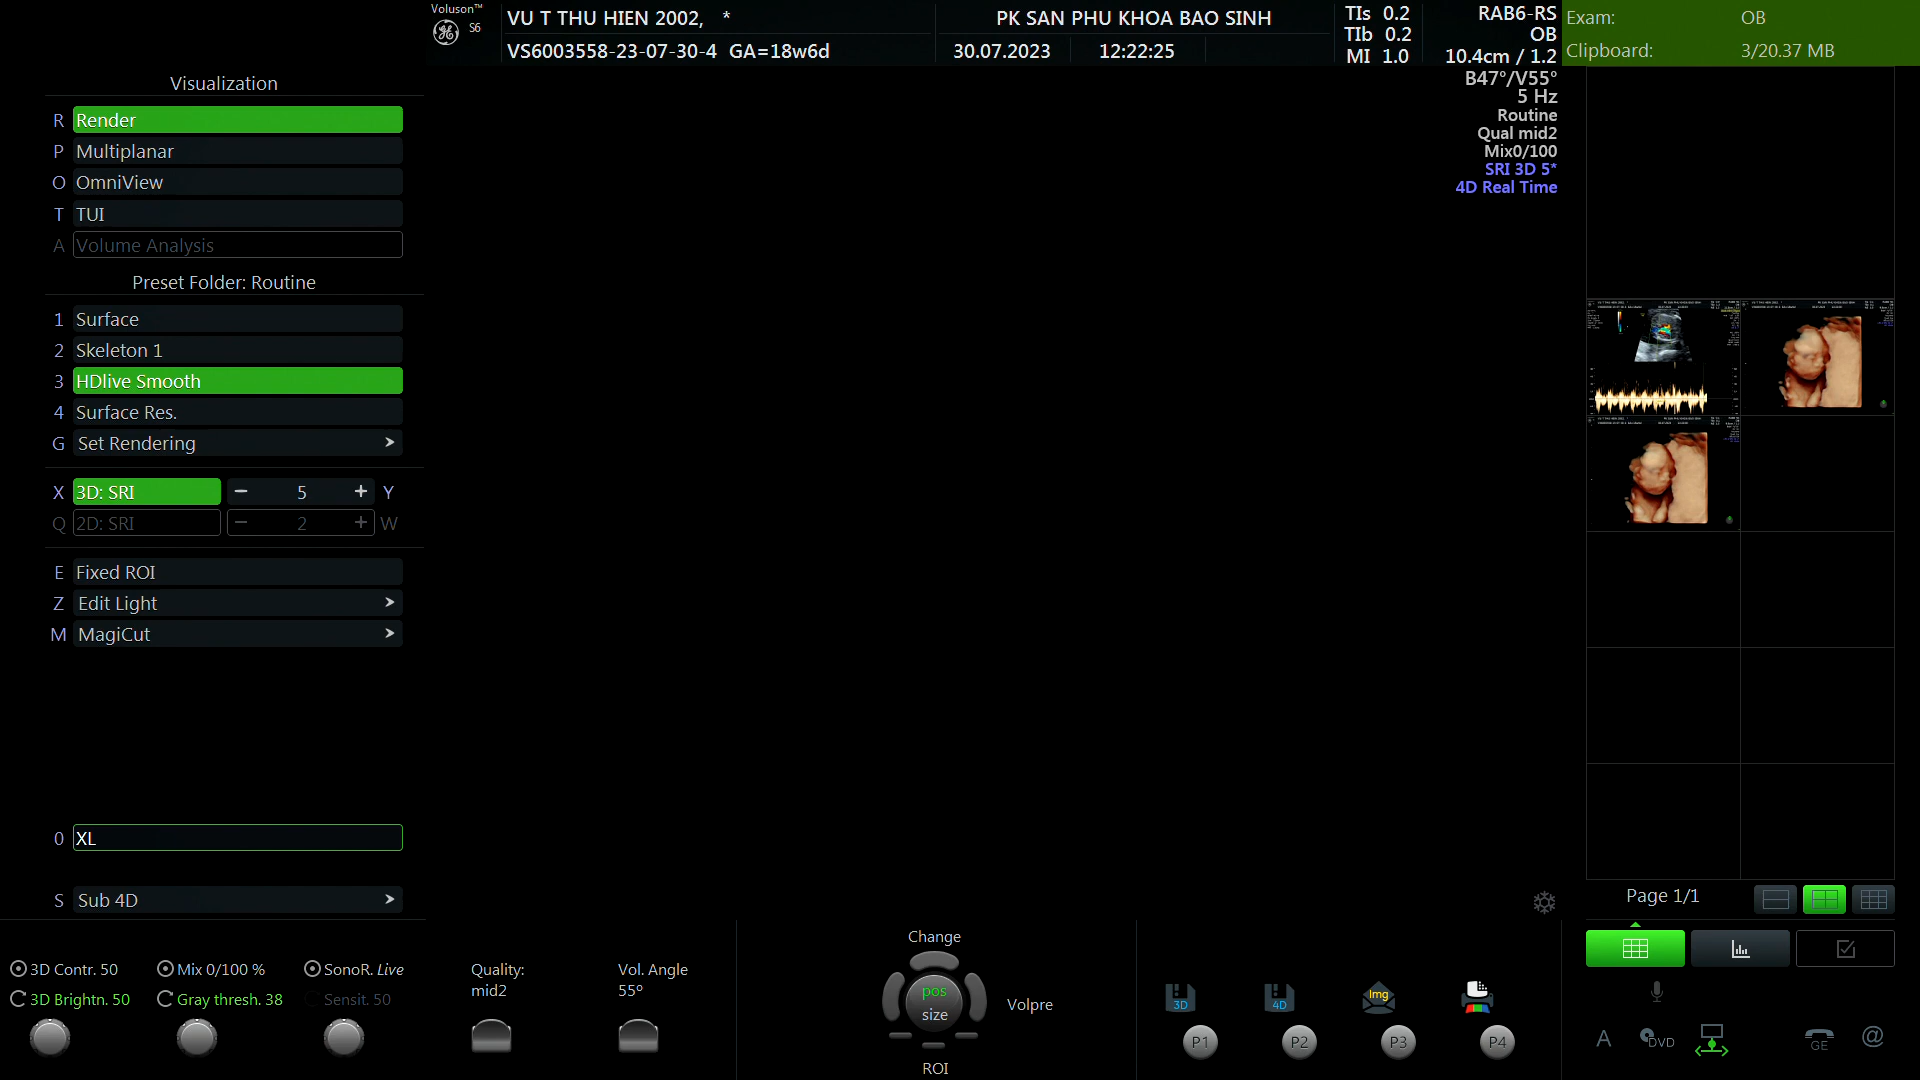 Voluson™
S6
VU T THU HIEN 2002, *
PK SAN PHU KHOA BAO SINH
VS6003558-23-07-30-4 GA=18w6d
30.07.2023
12:22:25
TIs 0.2
TIb 0.2
MI 1.0
RAB6-RS
OB
10.4cm / 1.2
B47°/V55°
5 Hz
Routine
Qual mid2
Mix0/100
SRI 3D 5*
4D Real Time
Exam: OB
Clipboard: 3/20.37 MB
Visualization
R Render
P Multiplanar
O OmniView
T TUI
A Volume Analysis
Preset Folder: Routine
1 Surface
2 Skeleton 1
3 HDlive Smooth
4 Surface Res.
G Set Rendering >
X 3D: SRI − 5 + Y
Q 2D: SRI − 2 + W
E Fixed ROI
Z Edit Light >
M MagiCut >
0 XL
S Sub 4D >
3D Contr. 50
3D Brightn. 50
Mix 0/100 %
Gray thresh. 38
SonoR. Live
Sensit. 50
Quality:
mid2
Vol. Angle
55°
Change
pos
size
Volpre
ROI
3D
4D
Img
P1
P2
P3
P4
Page 1/1
A
DVD
GE
@